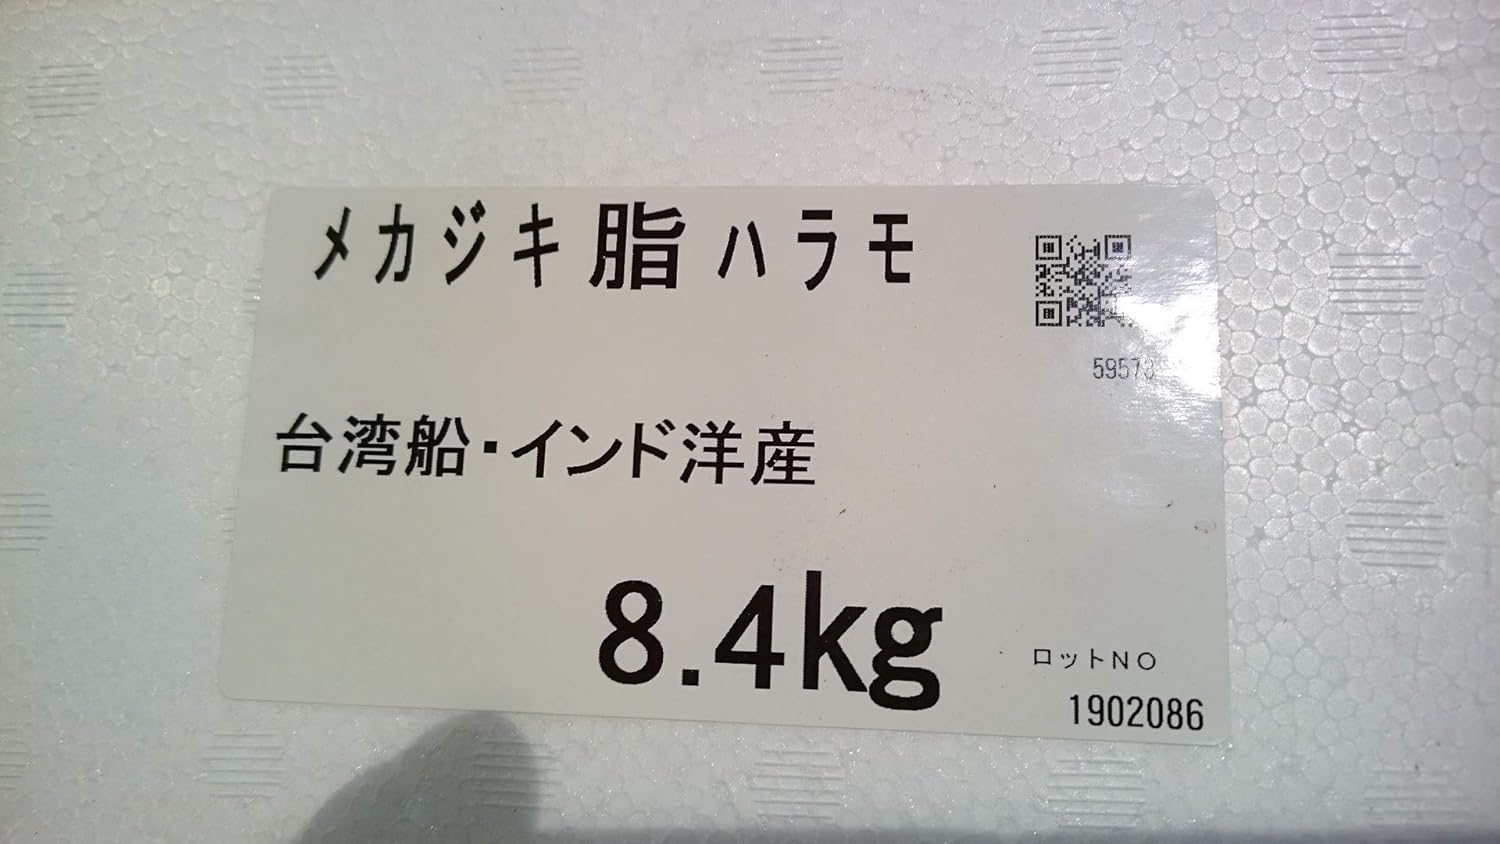 メカジキ脂ハラモ
台湾船・インド洋産
8.4kg
ロットNO
1902086